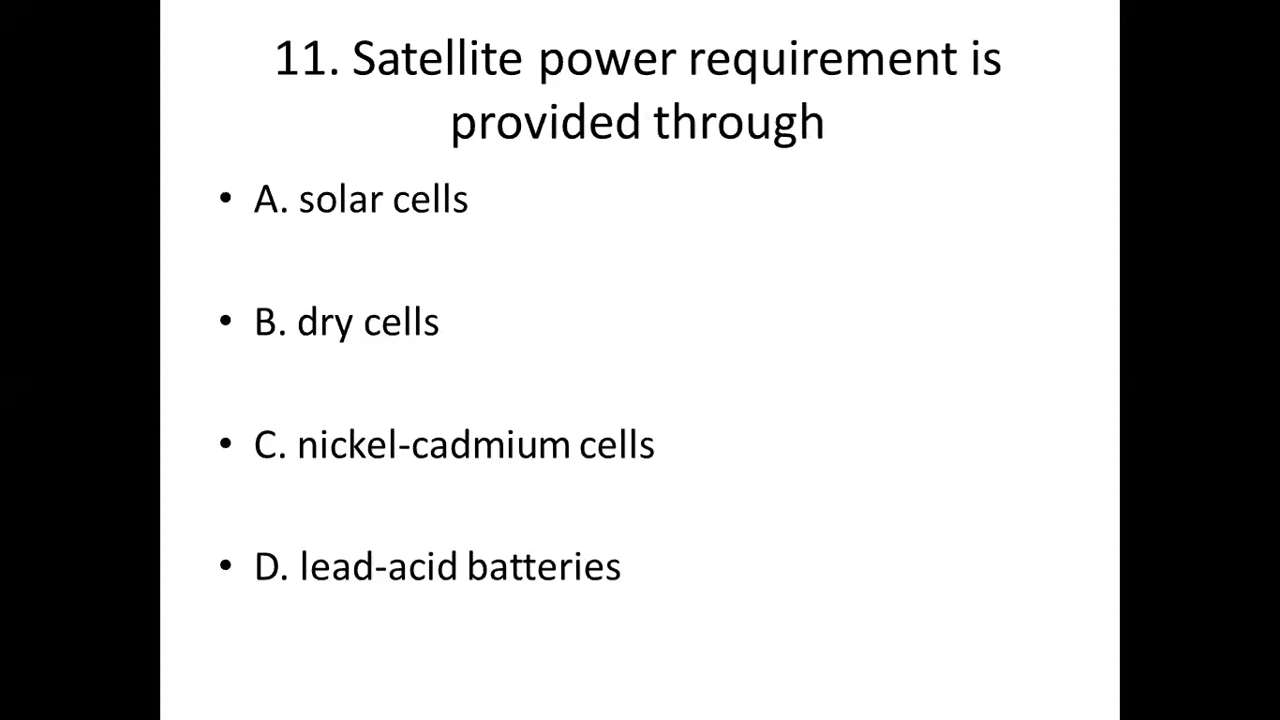 11. Satellite power requirement is
provided through
• A. solar cells
• B. dry cells
• C. nickel-cadmium cells
• D. lead-acid batteries